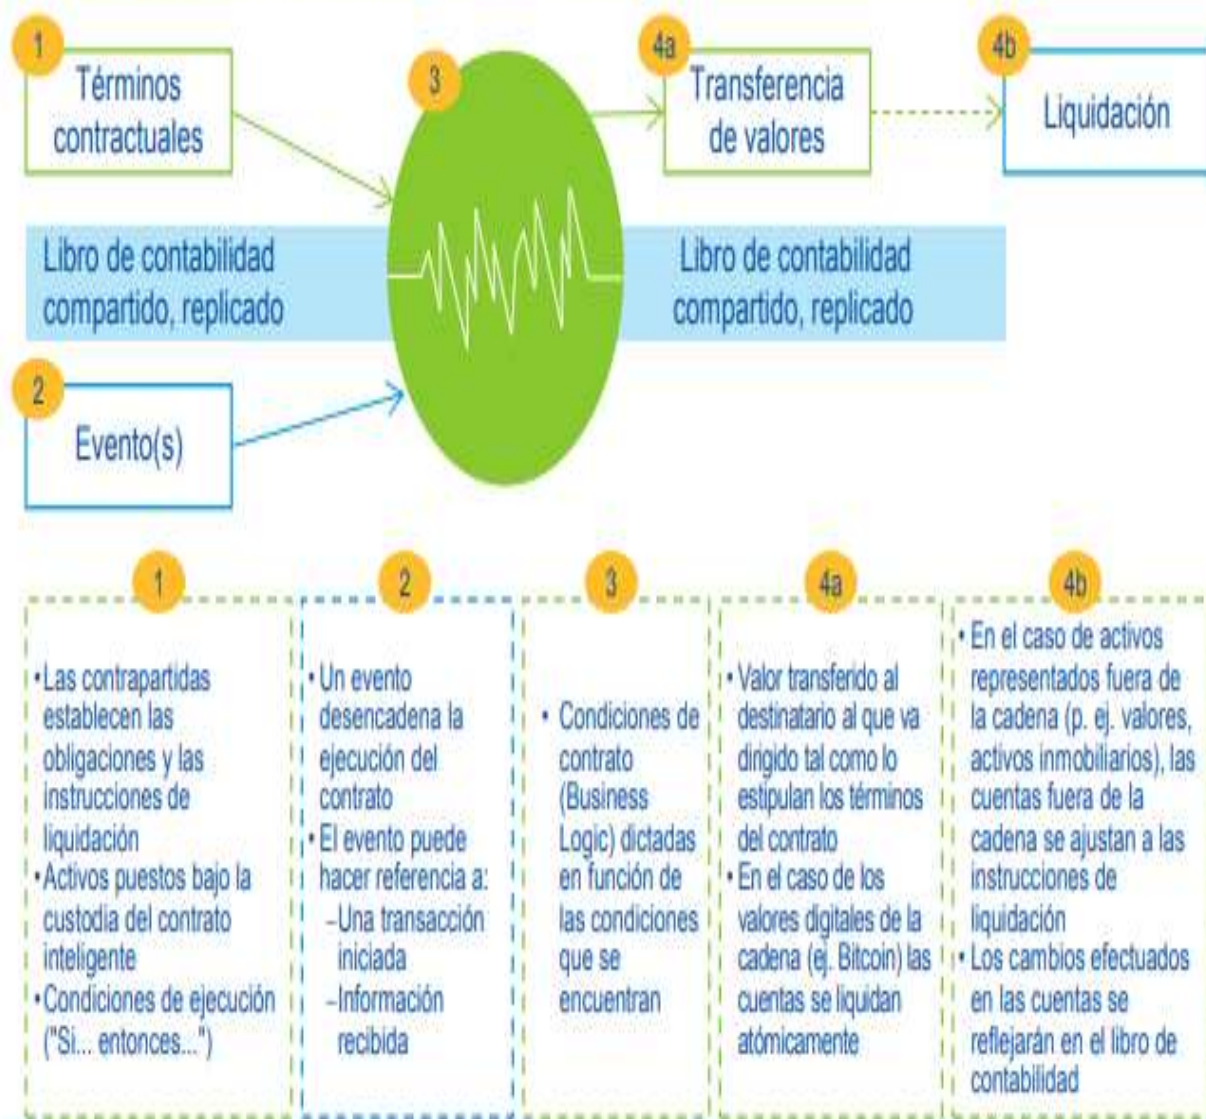 1
Términos
contractuales
3
4a
Transferencia
de valores
4b
Liquidación
Libro de contabilidad
compartido, replicado
Libro de contabilidad
compartido, replicado
2
Evento(s)
1
• Las contrapartidas
establecen las
obligaciones y las
instrucciones de
liquidación
• Activos puestos bajo la
custodia del contrato
inteligente
• Condiciones de ejecución
("Si... entonces...")
2
• Un evento
desencadena la
ejecución del
contrato
• El evento puede
hacer referencia a:
–Una transacción
iniciada
–Información
recibida
3
• Condiciones de
contrato
(Business
Logic) dictadas
en función de
las condiciones
que se
encuentran
4a
• Valor transferido al
destinatario al que va
dirigido tal como lo
estipulan los términos
del contrato
• En el caso de los
valores digitales de la
cadena (ej. Bitcoin) las
cuentas se liquidan
atómicamente
4b
• En el caso de activos
representados fuera de
la cadena (p. ej. valores,
activos inmobiliarios), las
cuentas fuera de la
cadena se ajustan a las
instrucciones de
liquidación
• Los cambios efectuados
en las cuentas se
reflejarán en el libro de
contabilidad